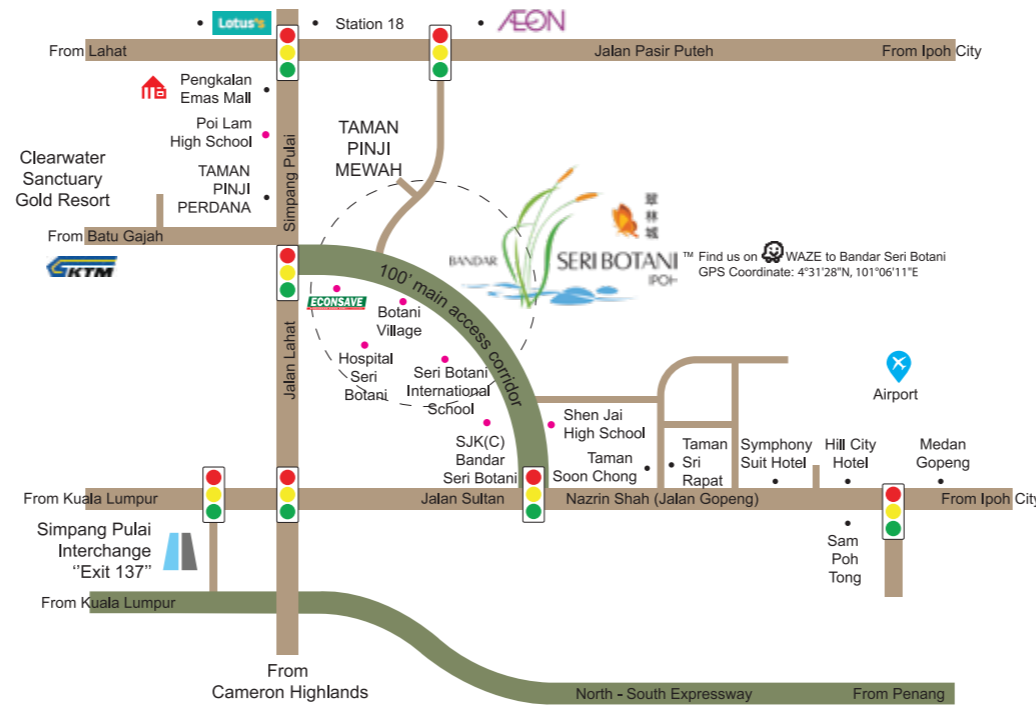 Lotus's
Station 18
ÆON
From Lahat
Jalan Pasir Puteh
From Ipoh City
Pengkalan
Emas Mall
Poi Lam
High School
Simpang Pulai
TAMAN
PINJI
MEWAH
Clearwater
Sanctuary
Gold Resort
TAMAN
PINJI
PERDANA
翠
林
城
From Batu Gajah
KTM
BANDAR
SERI BOTANI ™
IPOH
Find us on WAZE to Bandar Seri Botani
GPS Coordinate: 4°31'28"N, 101°06'11"E
100' main access corridor
ECONSAVE
Botani
Village
Jalan Lahat
Hospital
Seri
Botani
Seri Botani
International
School
Airport
SJK(C)
Bandar
Seri Botani
Shen Jai
High School
Taman
Soon Chong
Taman
Sri
Rapat
Symphony
Suit Hotel
Hill City
Hotel
Medan
Gopeng
From Kuala Lumpur
Jalan Sultan
Nazrin Shah (Jalan Gopeng)
From Ipoh City
Simpang Pulai
Interchange
‘‘Exit 137’’
Sam
Poh
Tong
From Kuala Lumpur
From
Cameron Highlands
North - South Expressway
From Penang